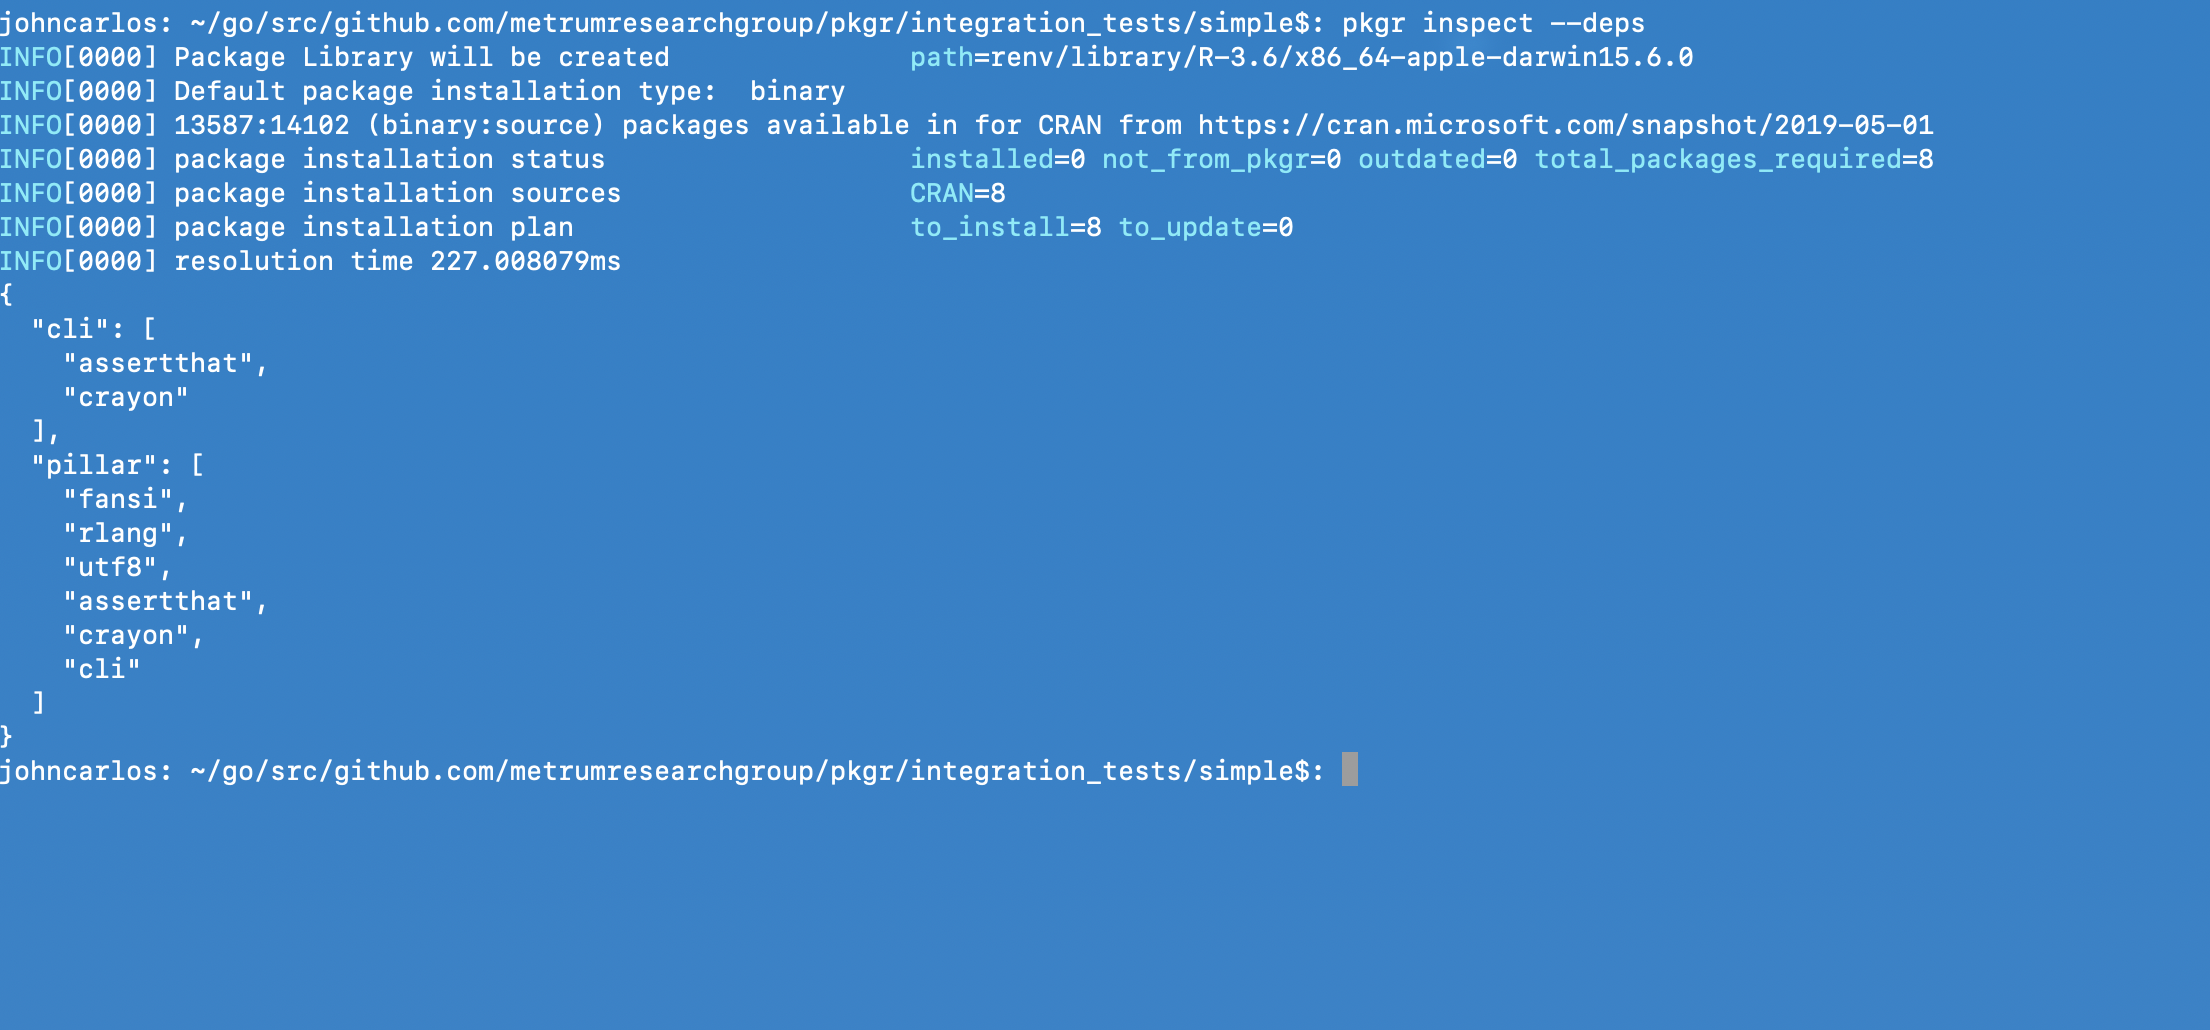 johncarlos: ~/go/src/github.com/metrumresearchgroup/pkgr/integration_tests/simple$: pkgr inspect --deps
INFO[0000] Package Library will be created               path=renv/library/R-3.6/x86_64-apple-darwin15.6.0
INFO[0000] Default package installation type:  binary
INFO[0000] 13587:14102 (binary:source) packages available in for CRAN from https://cran.microsoft.com/snapshot/2019-05-01
INFO[0000] package installation status                   installed=0 not_from_pkgr=0 outdated=0 total_packages_required=8
INFO[0000] package installation sources                  CRAN=8
INFO[0000] package installation plan                     to_install=8 to_update=0
INFO[0000] resolution time 227.008079ms
{
  "cli": [
    "assertthat",
    "crayon"
  ],
  "pillar": [
    "fansi",
    "rlang",
    "utf8",
    "assertthat",
    "crayon",
    "cli"
  ]
}
johncarlos: ~/go/src/github.com/metrumresearchgroup/pkgr/integration_tests/simple$: